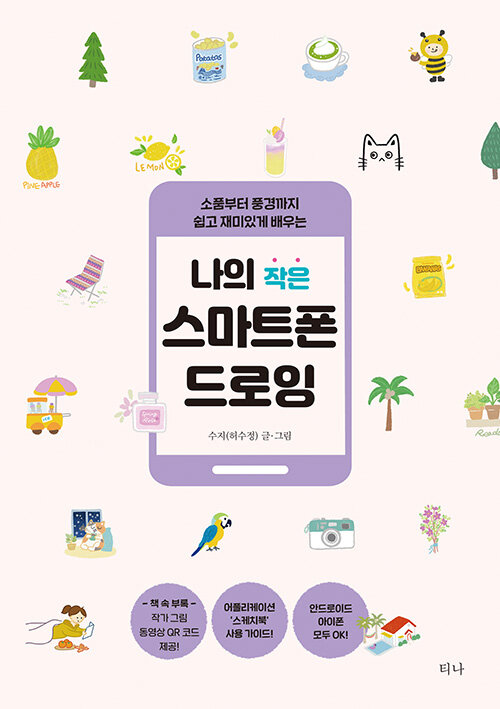 Potatos
PINE APPLE
LEMON
소품부터 풍경까지
쉽고 재미있게 배우는
나의 작은
스마트폰
드로잉
수지(허수정) 글·그림
BANANAS
- 책 속 부록 -
작가 그림
동영상 QR 코드
제공!
어플리케이션
'스케치북'
사용 가이드!
안드로이드
아이폰
모두 OK!
티나